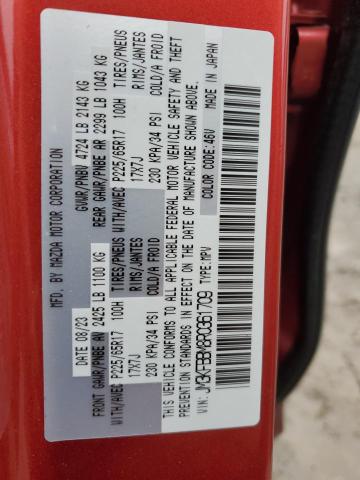 MFD. BY MAZDA MOTOR CORPORATION
GVWR/PNBV 4724 LB 2143 KG
DATE 08/23
FRONT GAWR/PNBE AV 2425 LB 1100 KG
REAR GAWR/PNBE AR 2299 LB 1043 KG
WITH/AVEC P225/65R17 100H TIRES/PNEUS
WITH/AVEC P225/65R17 100H TIRES/PNEUS
17X7J RIMS/JANTES
17X7J RIMS/JANTES
230 KPA/34 PSI COLD/A FROID
230 KPA/34 PSI COLD/A FROID
THIS VEHICLE CONFORMS TO ALL APPLICABLE FEDERAL MOTOR VEHICLE SAFETY AND THEFT
PREVENTION STANDARDS IN EFFECT ON THE DATE OF MANUFACTURE SHOWN ABOVE.
MADE IN JAPAN
JM3KFBBM8P0361709 TYPE: MPV COLOR CODE: 46V